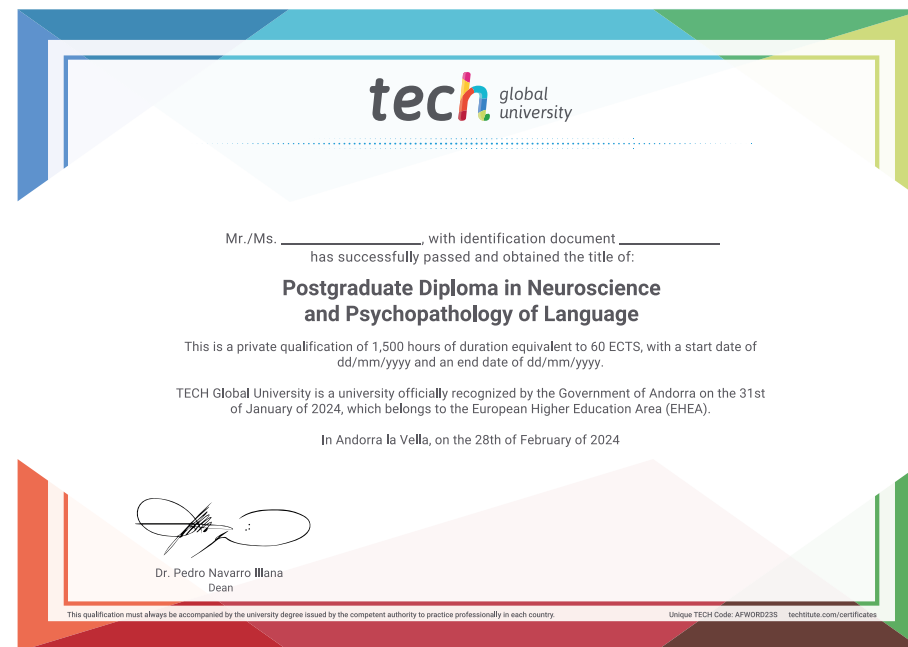 tech global university
Mr./Ms. ____________________, with identification document ______________
has successfully passed and obtained the title of:
Postgraduate Diploma in Neuroscience
and Psychopathology of Language
This is a private qualification of 1,500 hours of duration equivalent to 60 ECTS, with a start date of
dd/mm/yyyy and an end date of dd/mm/yyyy.
TECH Global University is a university officially recognized by the Government of Andorra on the 31st
of January of 2024, which belongs to the European Higher Education Area (EHEA).
In Andorra la Vella, on the 28th of February of 2024
Dr. Pedro Navarro Illana
Dean
This qualification must always be accompanied by the university degree issued by the competent authority to practice professionally in each country. Unique TECH Code: AFWORD23S techtitute.com/certificates